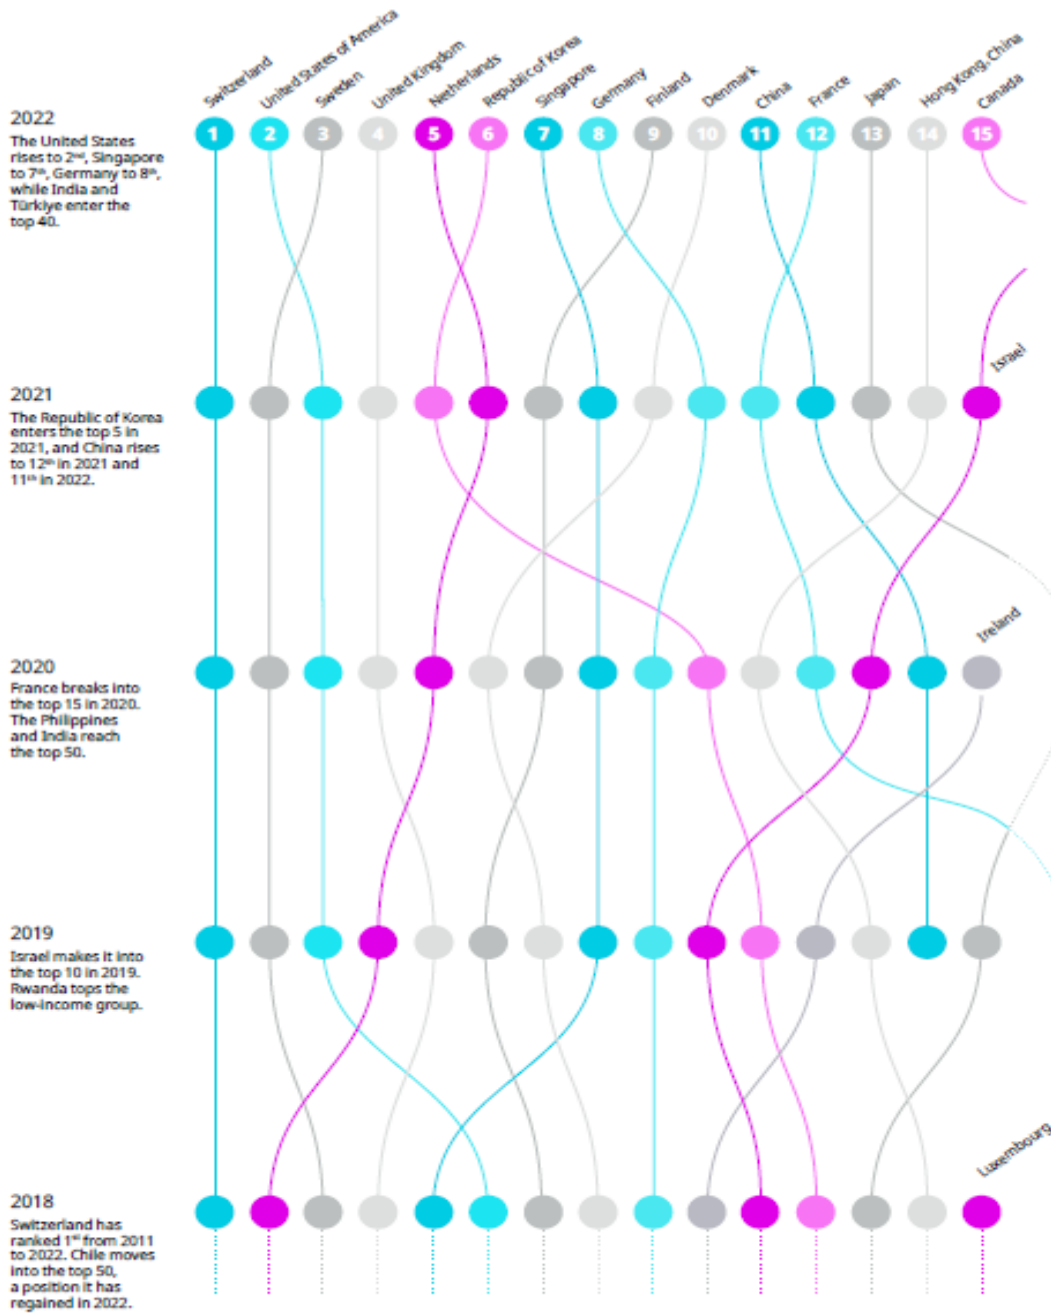 Switzerland
United States of America
Sweden
United Kingdom
Netherlands
Republic of Korea
Singapore
Germany
Finland
Denmark
China
France
Japan
Hong Kong, China
Canada
2022
The United States
rises to 2nd, Singapore
to 7th, Germany to 8th,
while India and
Türkiye enter the
top 40.
1 2 3 4 5 6 7 8 9 10 11 12 13 14 15
Israel
2021
The Republic of Korea
enters the top 5 in
2021, and China rises
to 12th in 2021 and
11th in 2022.
Ireland
2020
France breaks into
the top 15 in 2020.
The Philippines
and India reach
the top 50.
2019
Israel makes it into
the top 10 in 2019.
Rwanda tops the
low-income group.
Luxembourg
2018
Switzerland has
ranked 1st from 2011
to 2022. Chile moves
into the top 50,
a position it has
regained in 2022.